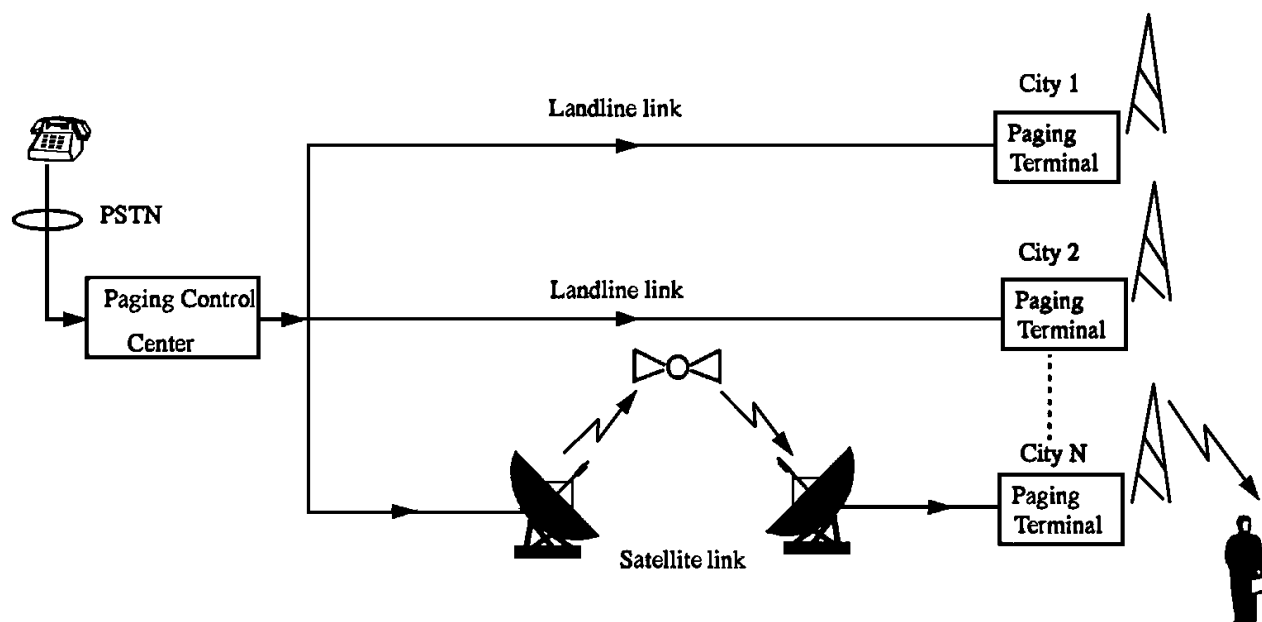 City 1
Landline link
Paging
Terminal
PSTN
City 2
Paging Control
Center
Landline link
Paging
Terminal
City N
Paging
Terminal
Satellite link